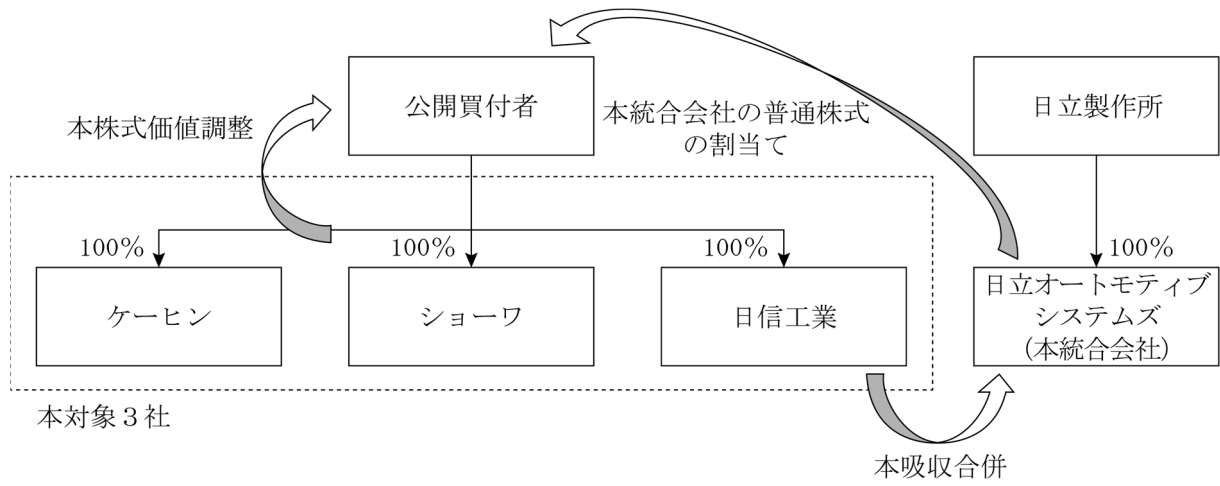 公開買付者
日立製作所
本株式価値調整
本統合会社の普通株式
の割当て
100%
100%
100%
100%
ケーヒン
ショーワ
日信工業
日立オートモティブ
システムズ
(本統合会社)
本対象３社
本吸収合併